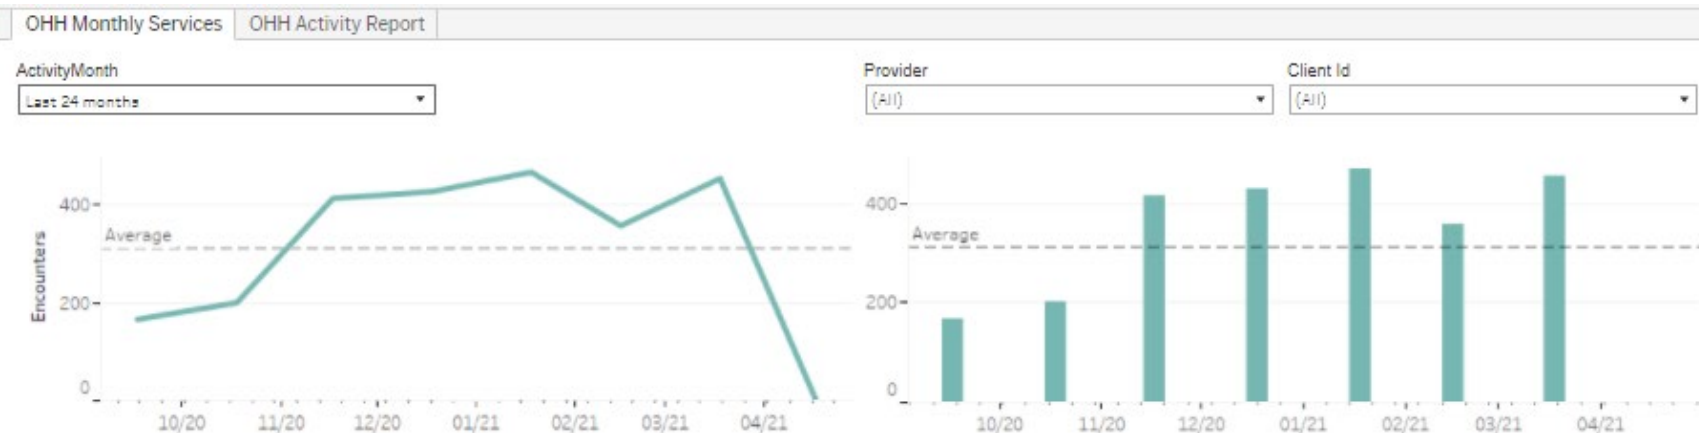 OHH Monthly Services OHH Activity Report
ActivityMonth Provider Client Id
Last 24 months (All) (All)
400 400
Average Average
Encounters
200 200
0 0
10/20 11/20 12/20 01/21 02/21 03/21 04/21 10/20 11/20 12/20 01/21 02/21 03/21 04/21